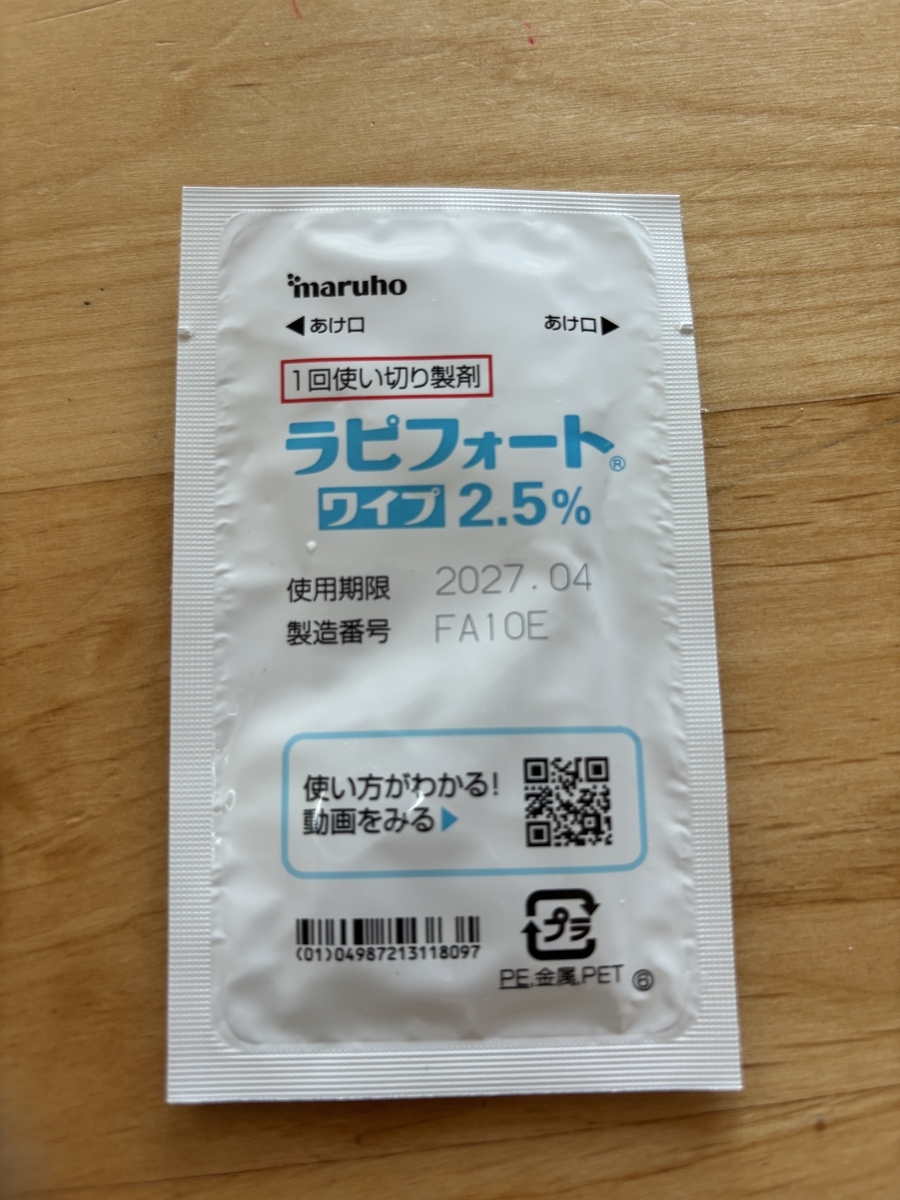 maruho
◀あけ口 あけ口▶
1回使い切り製剤
ラピフォート®
ワイプ 2.5%
使用期限 2027.04
製造番号 FA10E
使い方がわかる!
動画をみる▶
(01)04987213118097
プラ
PE,金属,PET ⑥